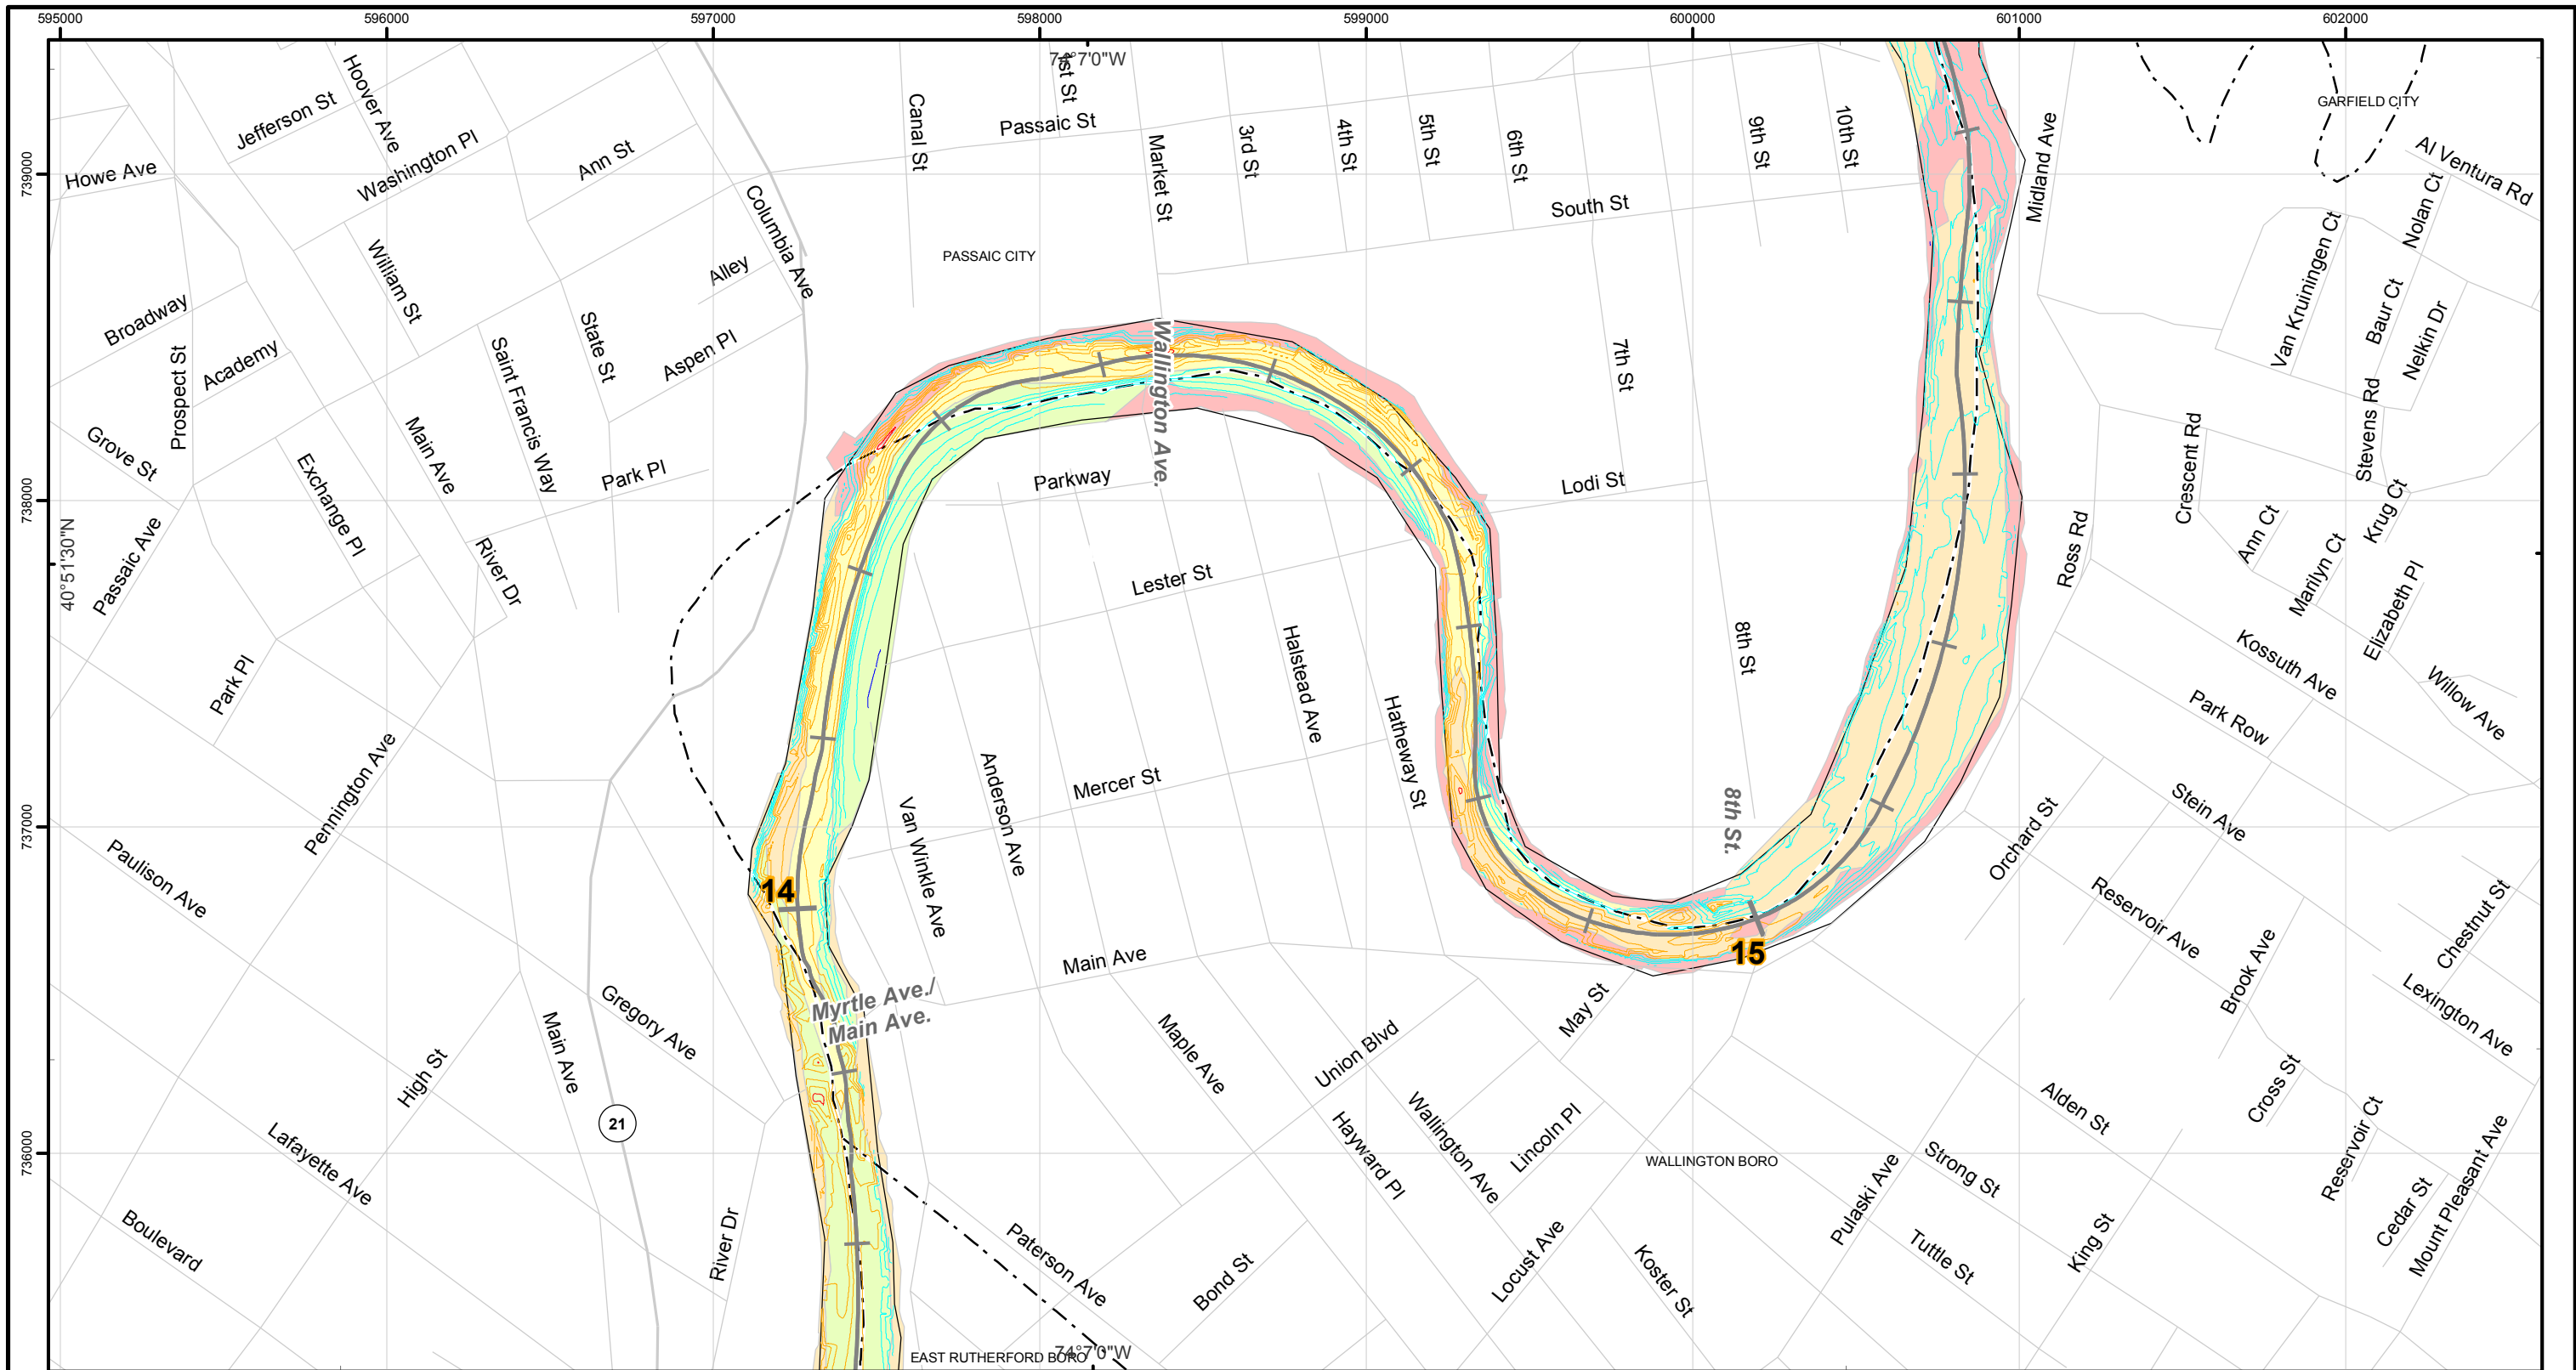 595000
596000
597000
598000
599000
600000
601000
602000
74°7'0"W
GARFIELD CITY
Hoover Ave
Jefferson St
Washington Pl
Ann St
Howe Ave
Canal St
1st St
Passaic St
Market St
3rd St
4th St
5th St
6th St
9th St
10th St
Midland Ave
Al Ventura Rd
739000
Columbia Ave
South St
Nolan Ct
Van Kruiningen Ct
PASSAIC CITY
William St
Alley
Broadway
State St
Aspen Pl
Baur Ct
Nelkin Dr
Prospect St
Academy
Saint Francis Way
Wallington Ave.
7th St
Main Ave
Grove St
Exchange Pl
Park Pl
Parkway
Lodi St
Crescent Rd
Stevens Rd
738000
40°51'30"N
Passaic Ave
River Dr
Lester St
Ross Rd
Ann Ct
Krug Ct
Marilyn Ct
Elizabeth Pl
Park Pl
Halstead Ave
8th St
Kossuth Ave
Willow Ave
Park Row
Pennington Ave
Anderson Ave
Mercer St
Hatheway St
8th St.
Stein Ave
737000
Van Winkle Ave
Orchard St
Paulison Ave
14
15
Reservoir Ave
Chestnut St
Main Ave
Myrtle Ave./
Main Ave.
Brook Ave
Lexington Ave
Gregory Ave
Main Ave
High St
Maple Ave
Union Blvd
May St
21
Hayward Pl
Wallington Ave
Lincoln Pl
Alden St
Cross St
Reservoir Ct
736000
WALLINGTON BORO
Lafayette Ave
Strong St
Pulaski Ave
Cedar St
Mount Pleasant Ave
Boulevard
River Dr
Paterson Ave
Bond St
Locust Ave
Koster St
Tuttle St
King St
EAST RUTHERFORD BORO
74°7'0"W